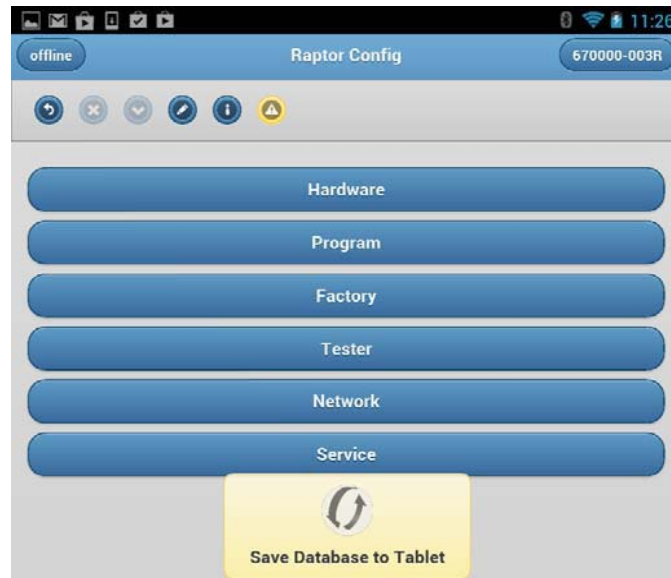 11:26
offline
Raptor Config
670000-003R
Hardware
Program
Factory
Tester
Network
Service
Save Database to Tablet